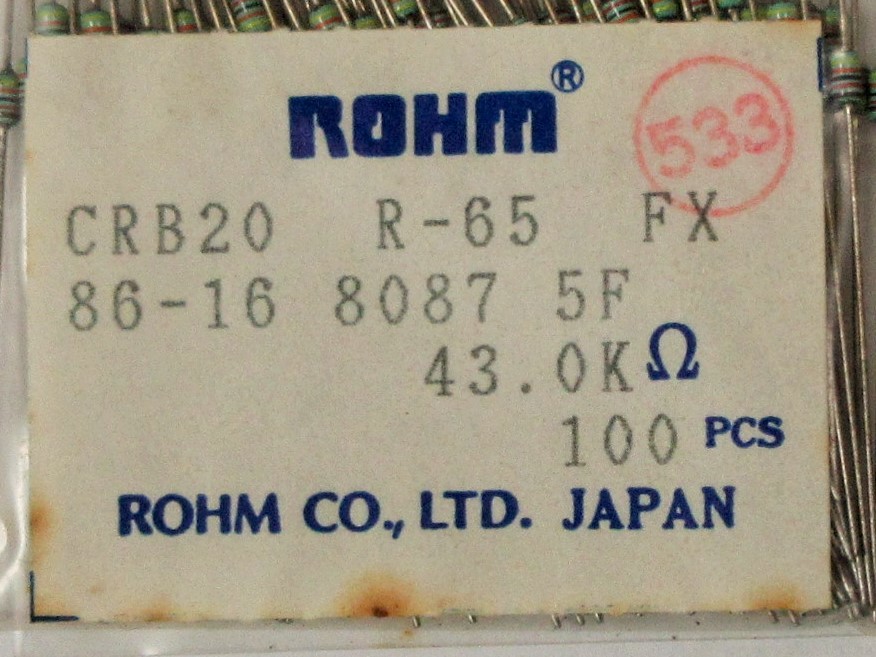 ROHM®
533
CRB20 R-65 FX
86-16 8087 5F
43.0KΩ
100 PCS
ROHM CO., LTD. JAPAN